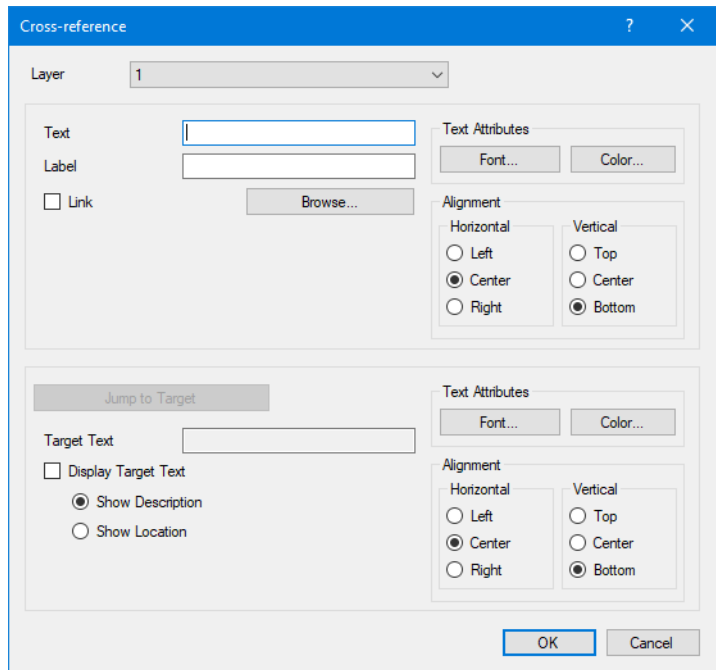 Cross-reference ?
Layer 1
Text
Label
Link Browse...
Text Attributes
Font... Color...
Alignment
Horizontal Vertical
Left Top
Center Center
Right Bottom
Jump to Target
Target Text
Display Target Text
Show Description
Show Location
Text Attributes
Font... Color...
Alignment
Horizontal Vertical
Left Top
Center Center
Right Bottom
OK Cancel